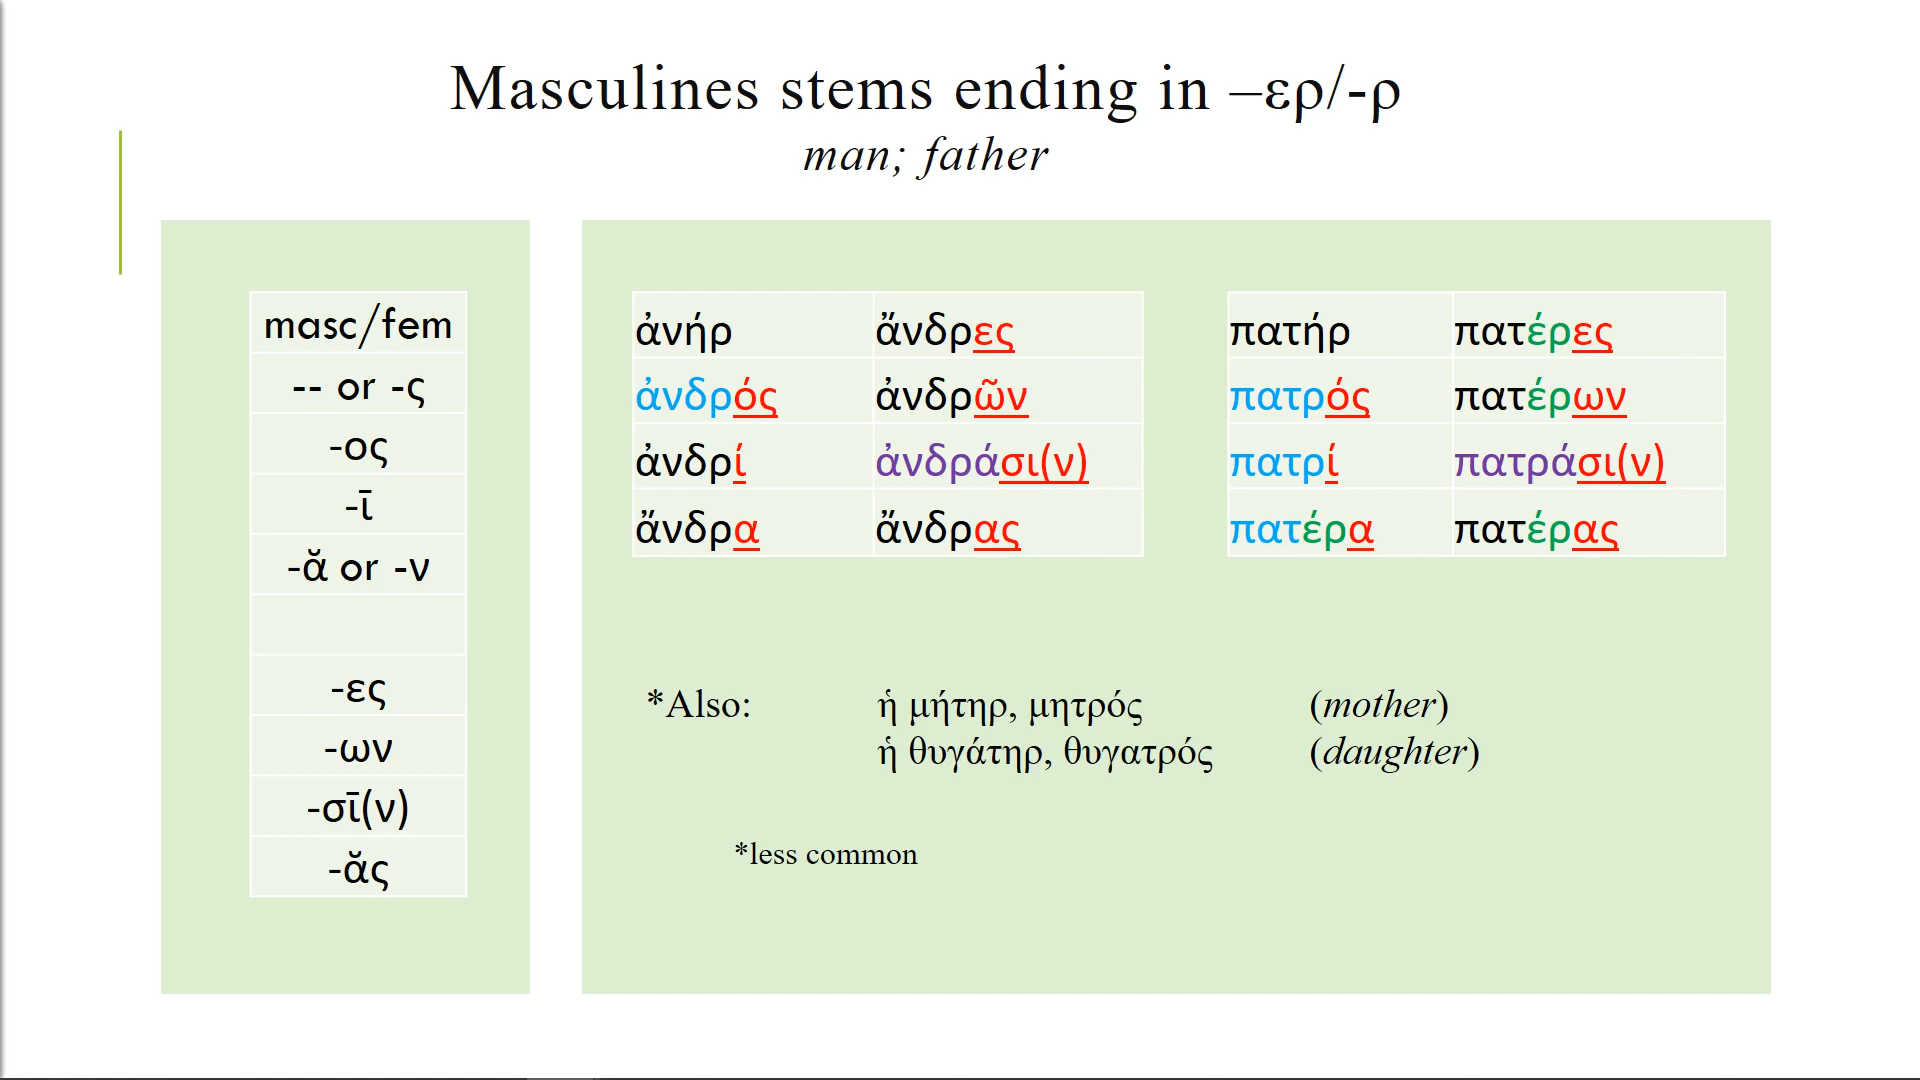 Masculines stems ending in –ερ/-ρ
man; father
masc/fem
-- or -ς
-ος
-ῑ
-ᾰ or -ν
-ες
-ων
-σῑ(ν)
-ᾰς
ἀνήρ ἄνδρες
ἀνδρός ἀνδρῶν
ἀνδρί ἀνδράσι(ν)
ἄνδρα ἄνδρας
πατήρ πατέρες
πατρός πατέρων
πατρί πατράσι(ν)
πατέρα πατέρας
*Also: ἡ μήτηρ, μητρός (mother)
ἡ θυγάτηρ, θυγατρός (daughter)
*less common